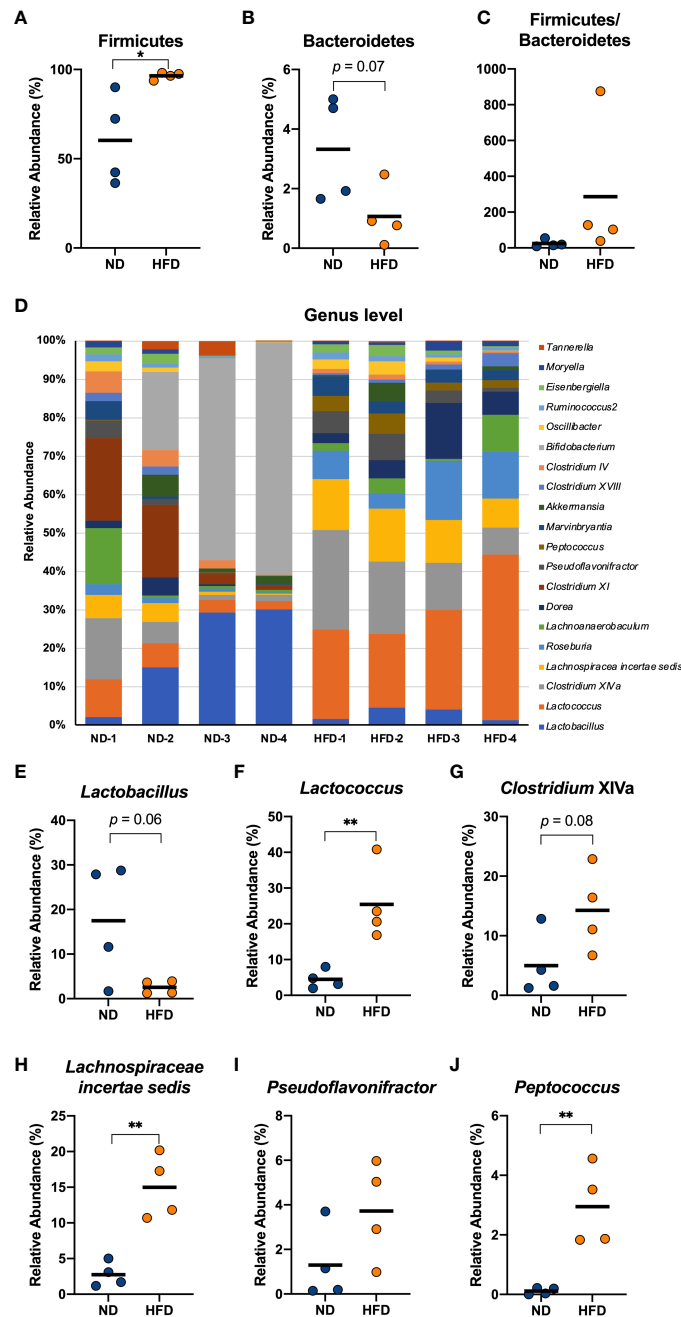 A
B
C
Firmicutes
Bacteroidetes
Firmicutes/
Bacteroidetes
*
p = 0.07
Relative Abundance (%)
100
50
0
ND
HFD
Relative Abundance (%)
6
4
2
0
ND
HFD
Relative Abundance (%)
1000
800
600
400
200
0
ND
HFD
D
Genus level
Relative Abundance
100%
90%
80%
70%
60%
50%
40%
30%
20%
10%
0%
ND-1
ND-2
ND-3
ND-4
HFD-1
HFD-2
HFD-3
HFD-4
Tannerella
Moryella
Eisenbergiella
Ruminococcus2
Oscillibacter
Bifidobacterium
Clostridium IV
Clostridium XVIII
Akkermansia
Marvinbryantia
Peptococcus
Pseudoflavonifractor
Clostridium XI
Dorea
Lachnoanaerobaculum
Roseburia
Lachnospiracea incertae sedis
Clostridium XIVa
Lactococcus
Lactobacillus
E
F
G
Lactobacillus
Lactococcus
Clostridium XIVa
p = 0.06
**
p = 0.08
Relative Abundance (%)
40
30
20
10
0
ND
HFD
Relative Abundance (%)
50
40
30
20
10
0
ND
HFD
Relative Abundance (%)
30
20
10
0
ND
HFD
H
I
J
Lachnospiraceae
incertae sedis
Pseudoflavonifractor
Peptococcus
**
**
Relative Abundance (%)
25
20
15
10
5
0
ND
HFD
Relative Abundance (%)
8
6
4
2
0
ND
HFD
Relative Abundance (%)
6
4
2
0
ND
HFD